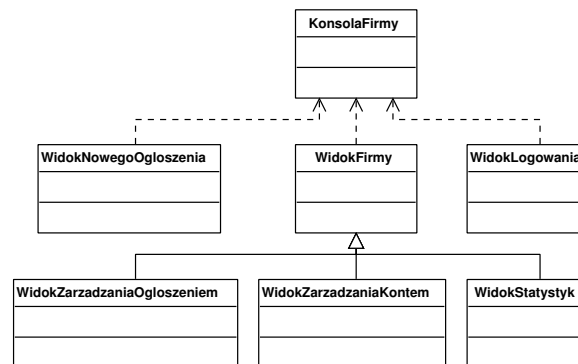 KonsolaFirmy
WidokNowegoOgloszenia
WidokFirmy
WidokLogowania
WidokZarzadzaniaOgloszeniem
WidokZarzadzaniaKontem
WidokStatystyk